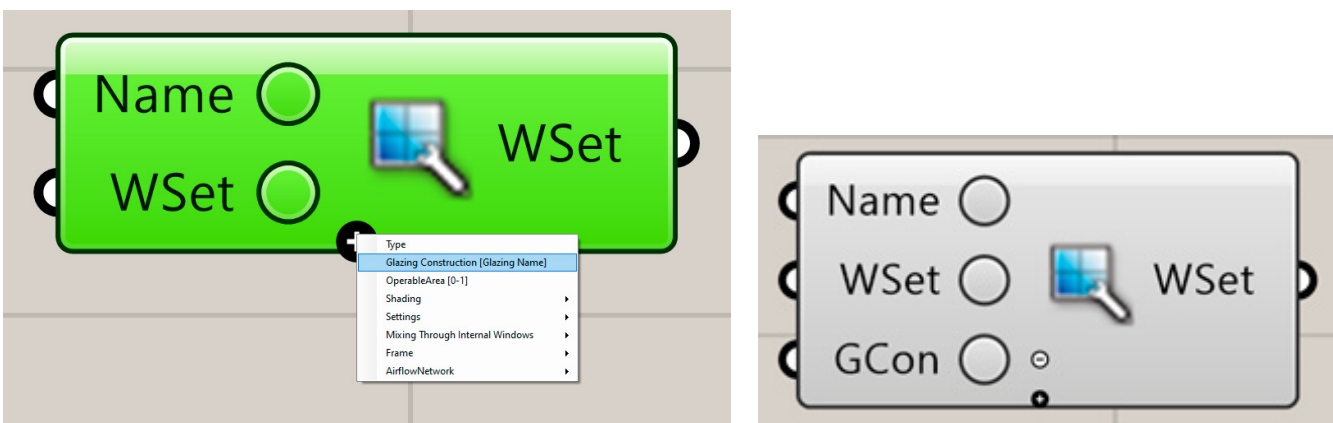 Name
WSet
WSet
Type
Glazing Construction [Glazing Name]
OperableArea [0-1]
Shading
Settings
Mixing Through Internal Windows
Frame
AirflowNetwork
Name
WSet
WSet
GCon